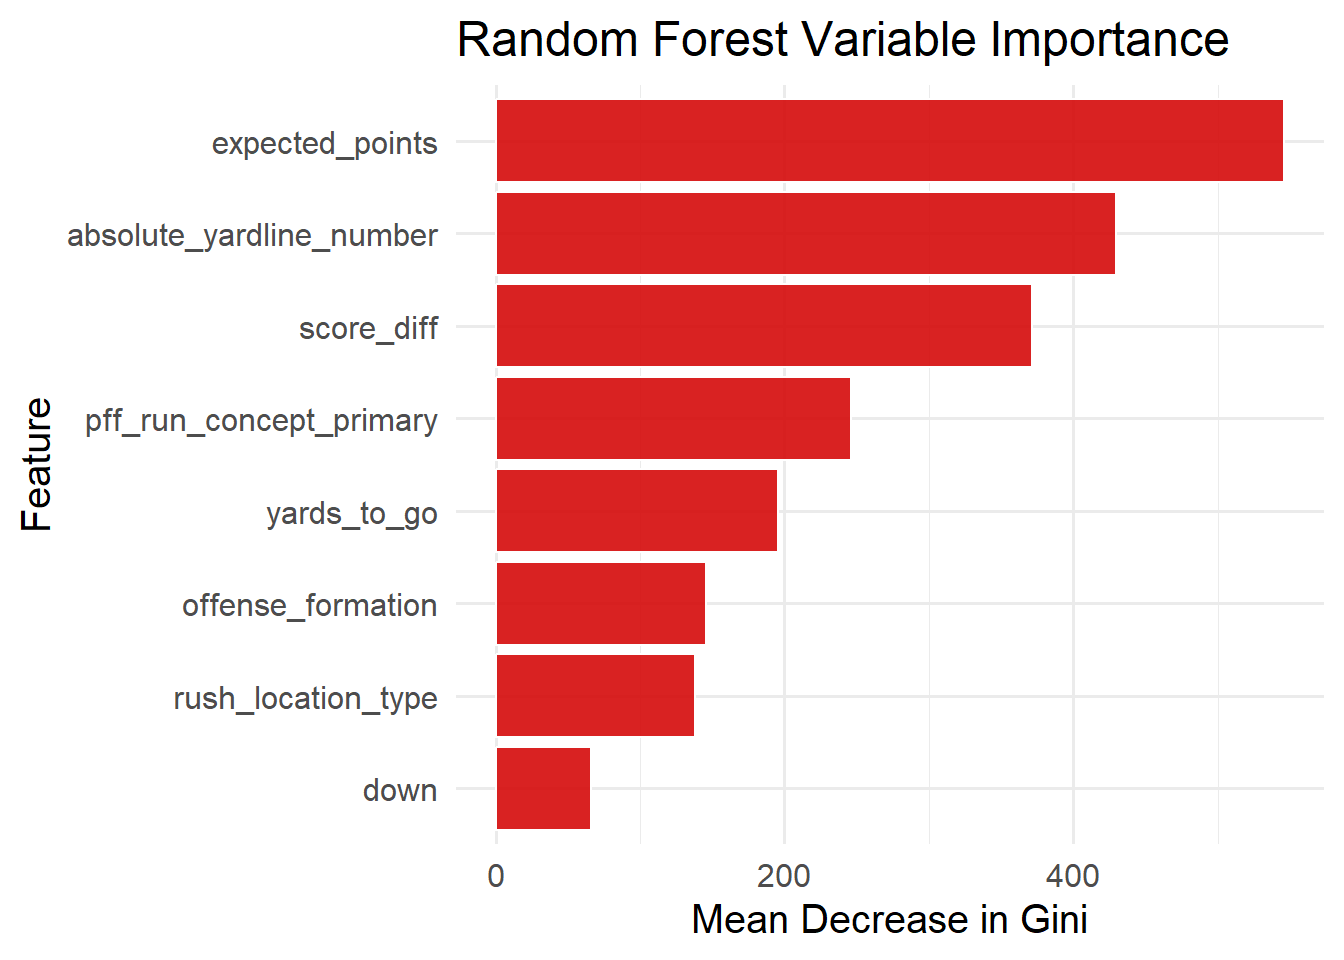 Random Forest Variable Importance
expected_points
absolute_yardline_number
score_diff
pff_run_concept_primary
yards_to_go
offense_formation
rush_location_type
down
Feature
0 200 400
Mean Decrease in Gini